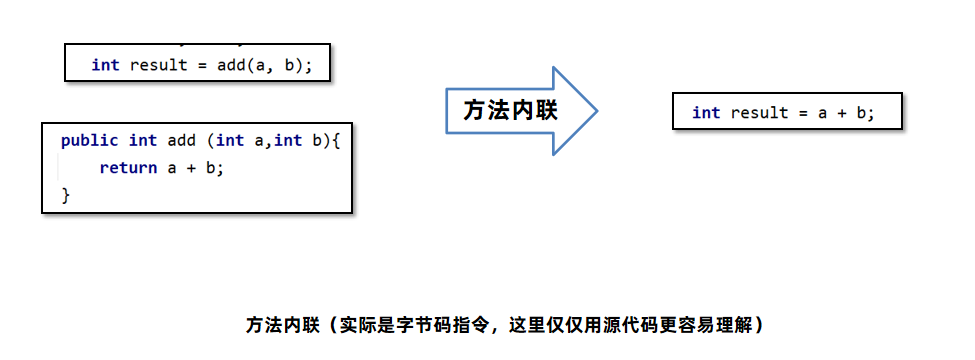 int result = add(a, b);
public int add (int a,int b){
return a + b;
}
方法内联
int result = a + b;
方法内联（实际是字节码指令，这里仅仅用源代码更容易理解）